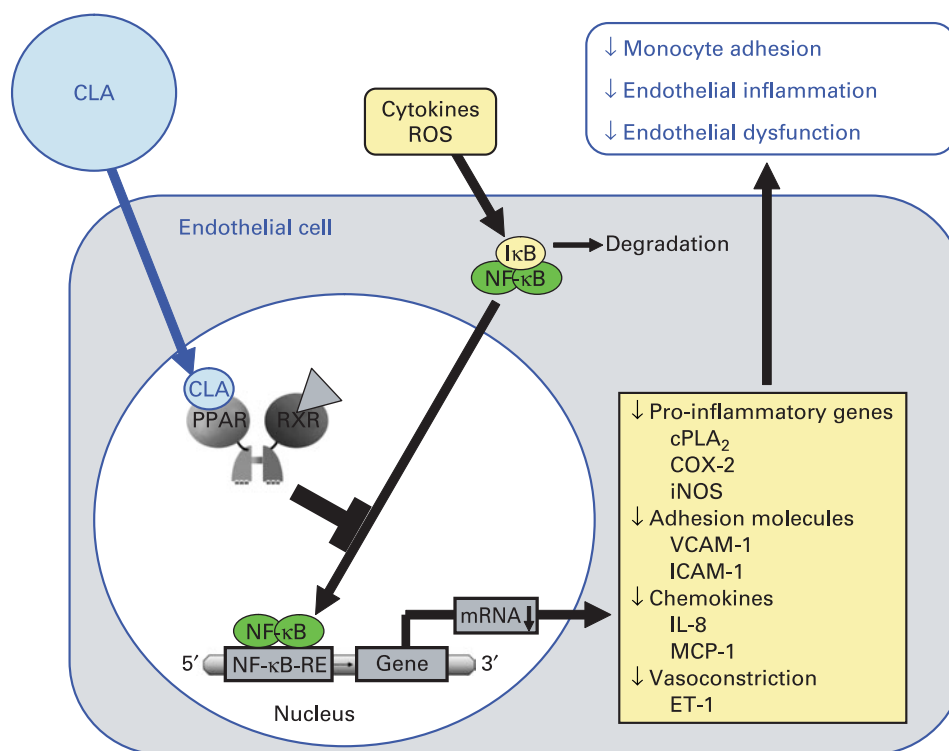 CLA
Cytokines
ROS
↓ Monocyte adhesion
↓ Endothelial inflammation
↓ Endothelial dysfunction
Endothelial cell
IκB
NF-κB
Degradation
CLA
PPAR
RXR
↓ Pro-inflammatory genes
cPLA₂
COX-2
iNOS
↓ Adhesion molecules
VCAM-1
ICAM-1
↓ Chemokines
IL-8
MCP-1
↓ Vasoconstriction
ET-1
mRNA↓
NF-κB
5′ NF-κB-RE Gene 3′
Nucleus